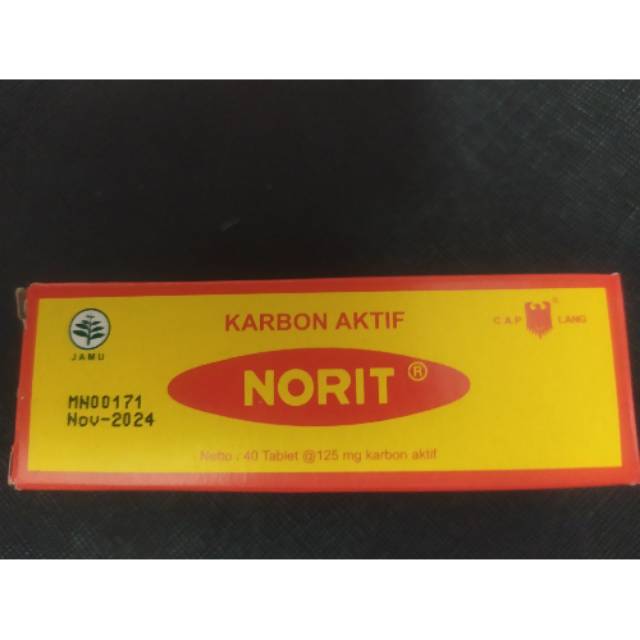 KARBON AKTIF
CAP LANG
JAMU
NORIT®
MN00171
Nov-2024
Netto : 40 Tablet @125 mg karbon aktif